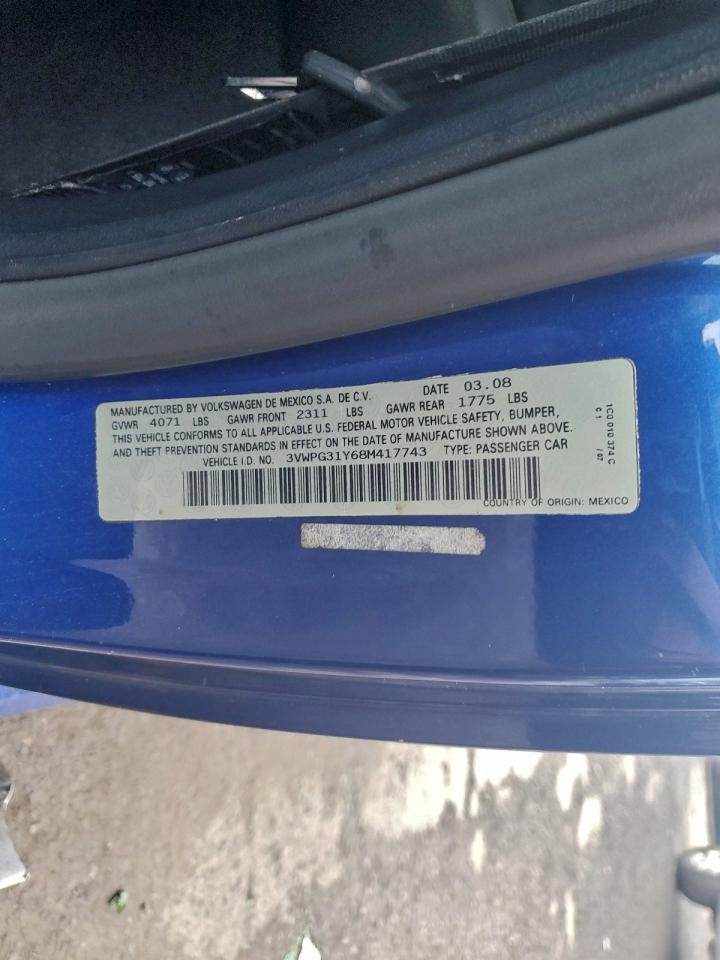 MANUFACTURED BY VOLKSWAGEN DE MEXICO S.A. DE C.V. DATE 03.08
GVWR 4071 LBS GAWR FRONT 2311 LBS GAWR REAR 1775 LBS
THIS VEHICLE CONFORMS TO ALL APPLICABLE U.S. FEDERAL MOTOR VEHICLE SAFETY, BUMPER,
AND THEFT PREVENTION STANDARDS IN EFFECT ON THE DATE OF MANUFACTURE SHOWN ABOVE.
VEHICLE I.D. NO. 3VWPG31Y68M417743 TYPE: PASSENGER CAR
COUNTRY OF ORIGIN: MEXICO
1C0 010 374 C
C 1 / 07